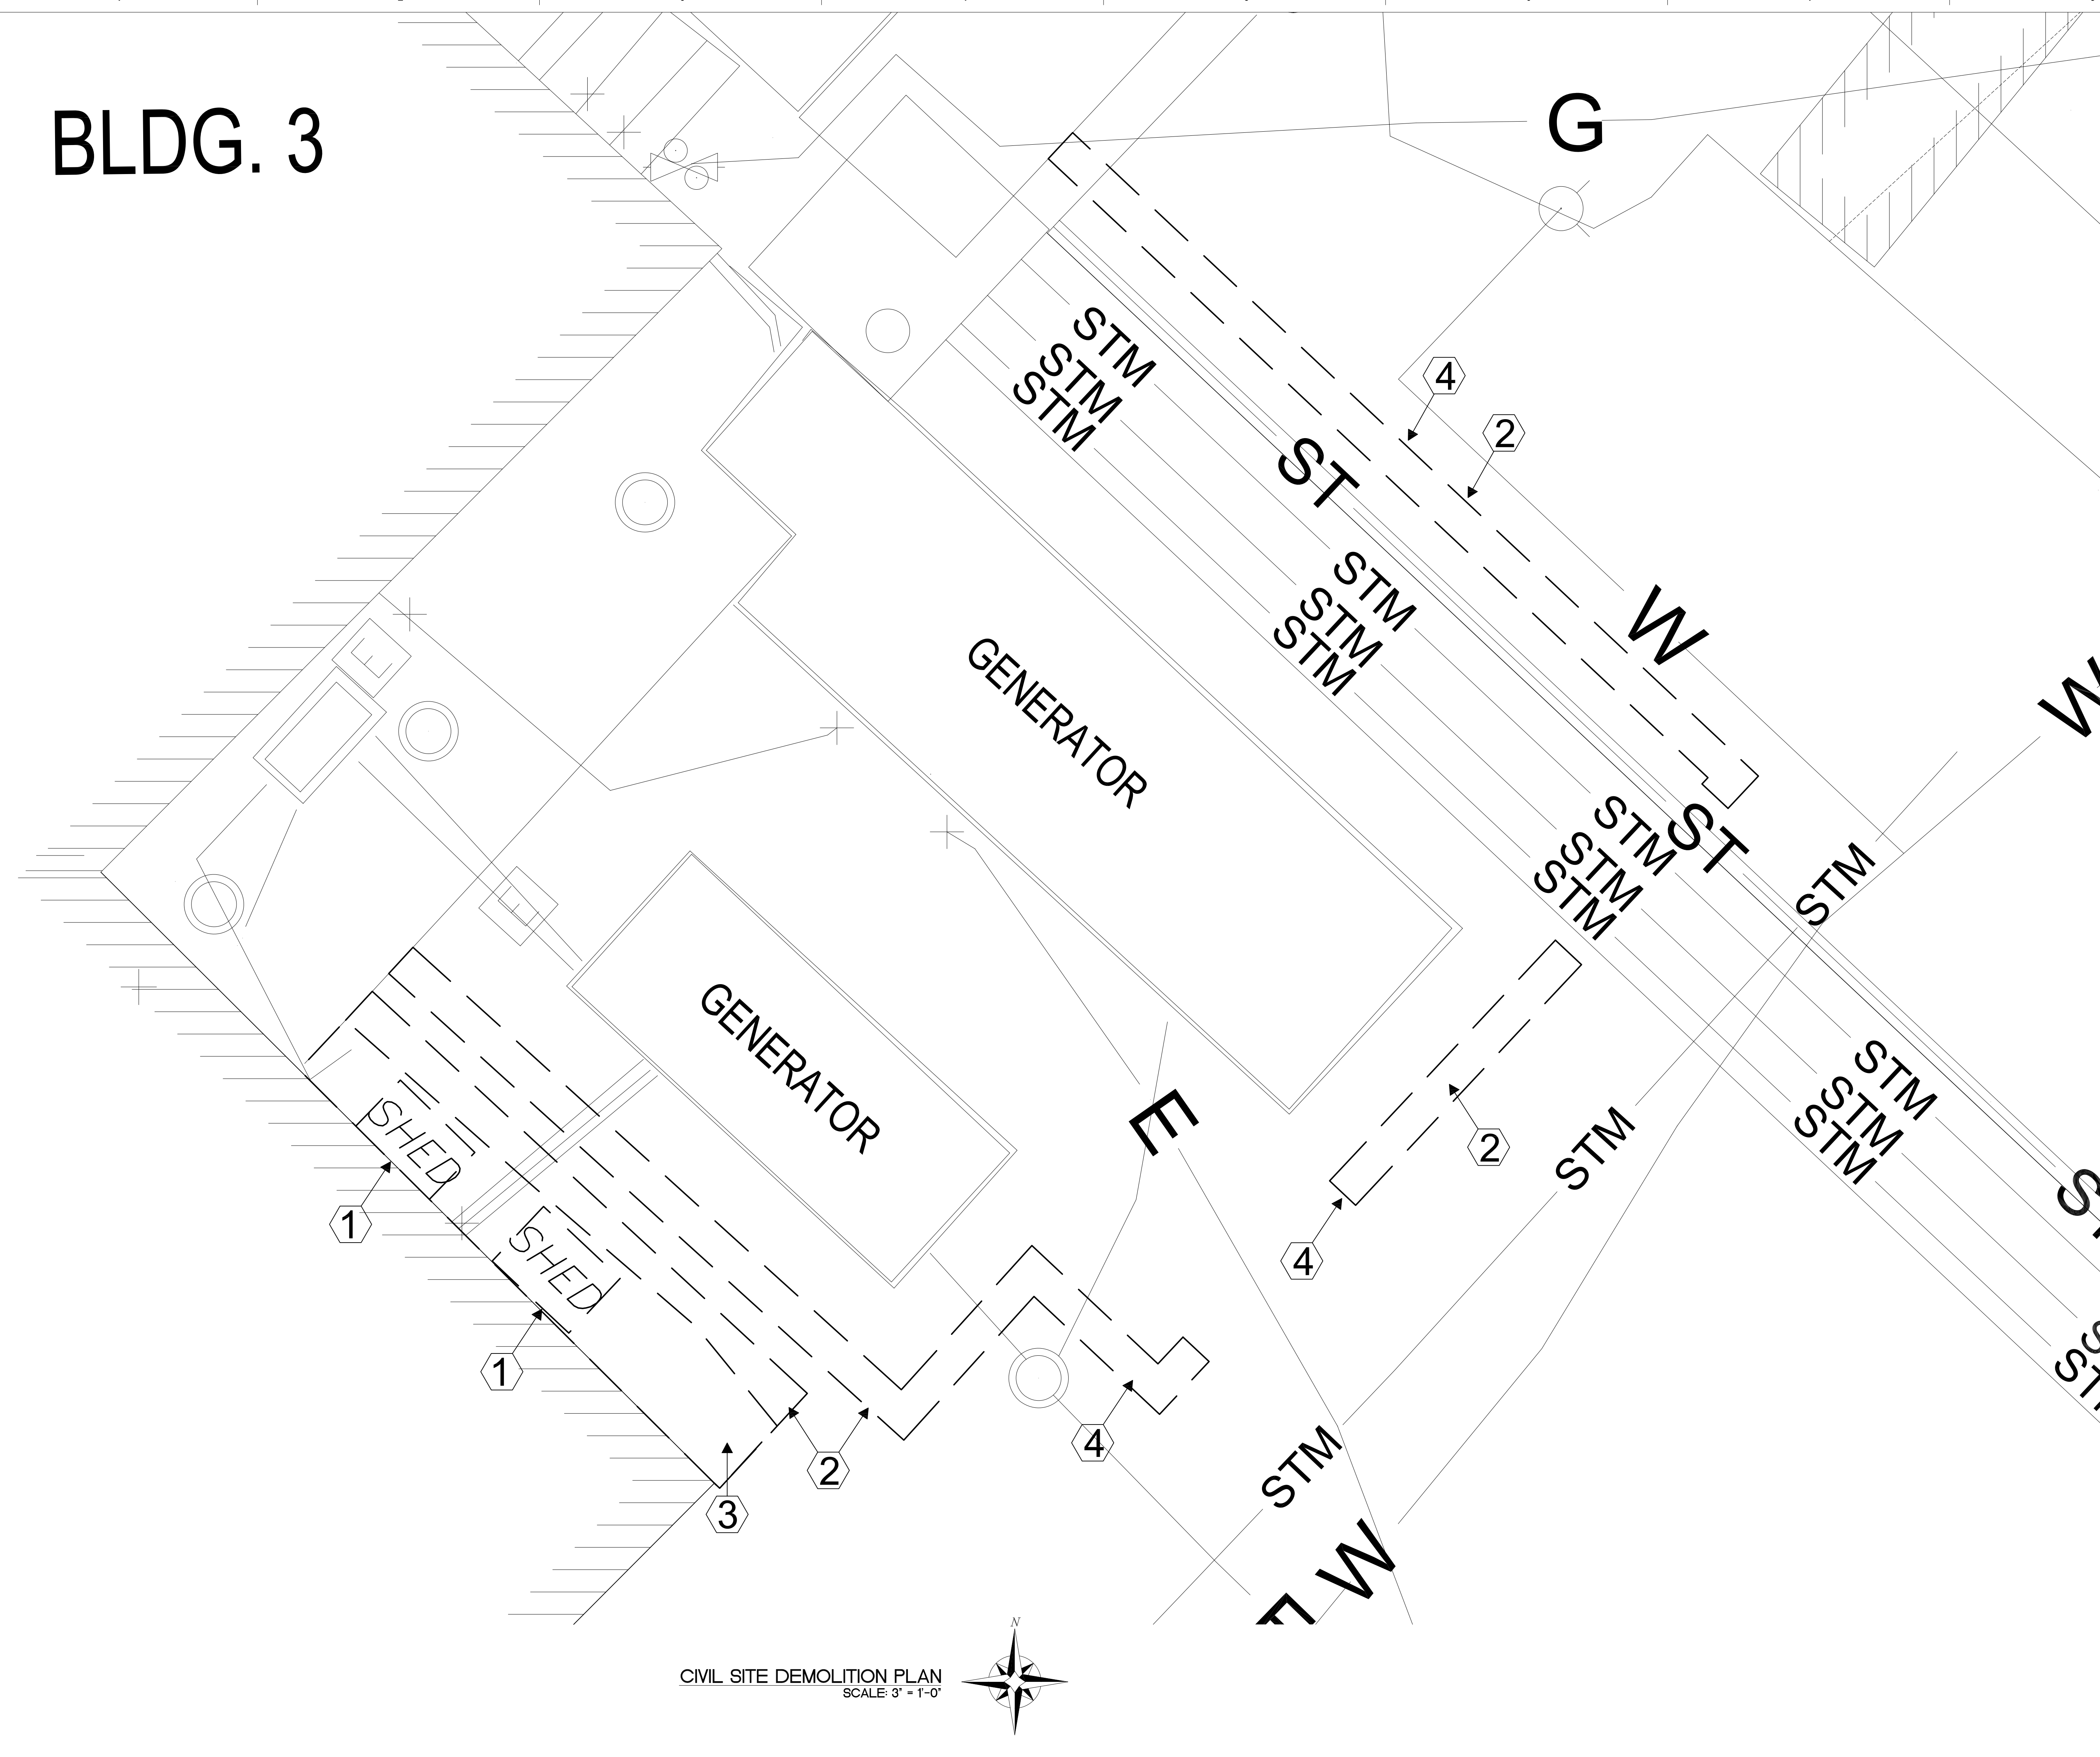 BLDG. 3
G
STM
STM
STM
4
2
ST
STM
STM
STM
W
W
GENERATOR
STM
STM
STM
ST
STM
GENERATOR
STM
STM
STM
E
SHED
STM
2
1
SHED
4
1
4
2
3
STM
W
N
CIVIL SITE DEMOLITION PLAN
SCALE: 3" = 1'-0"